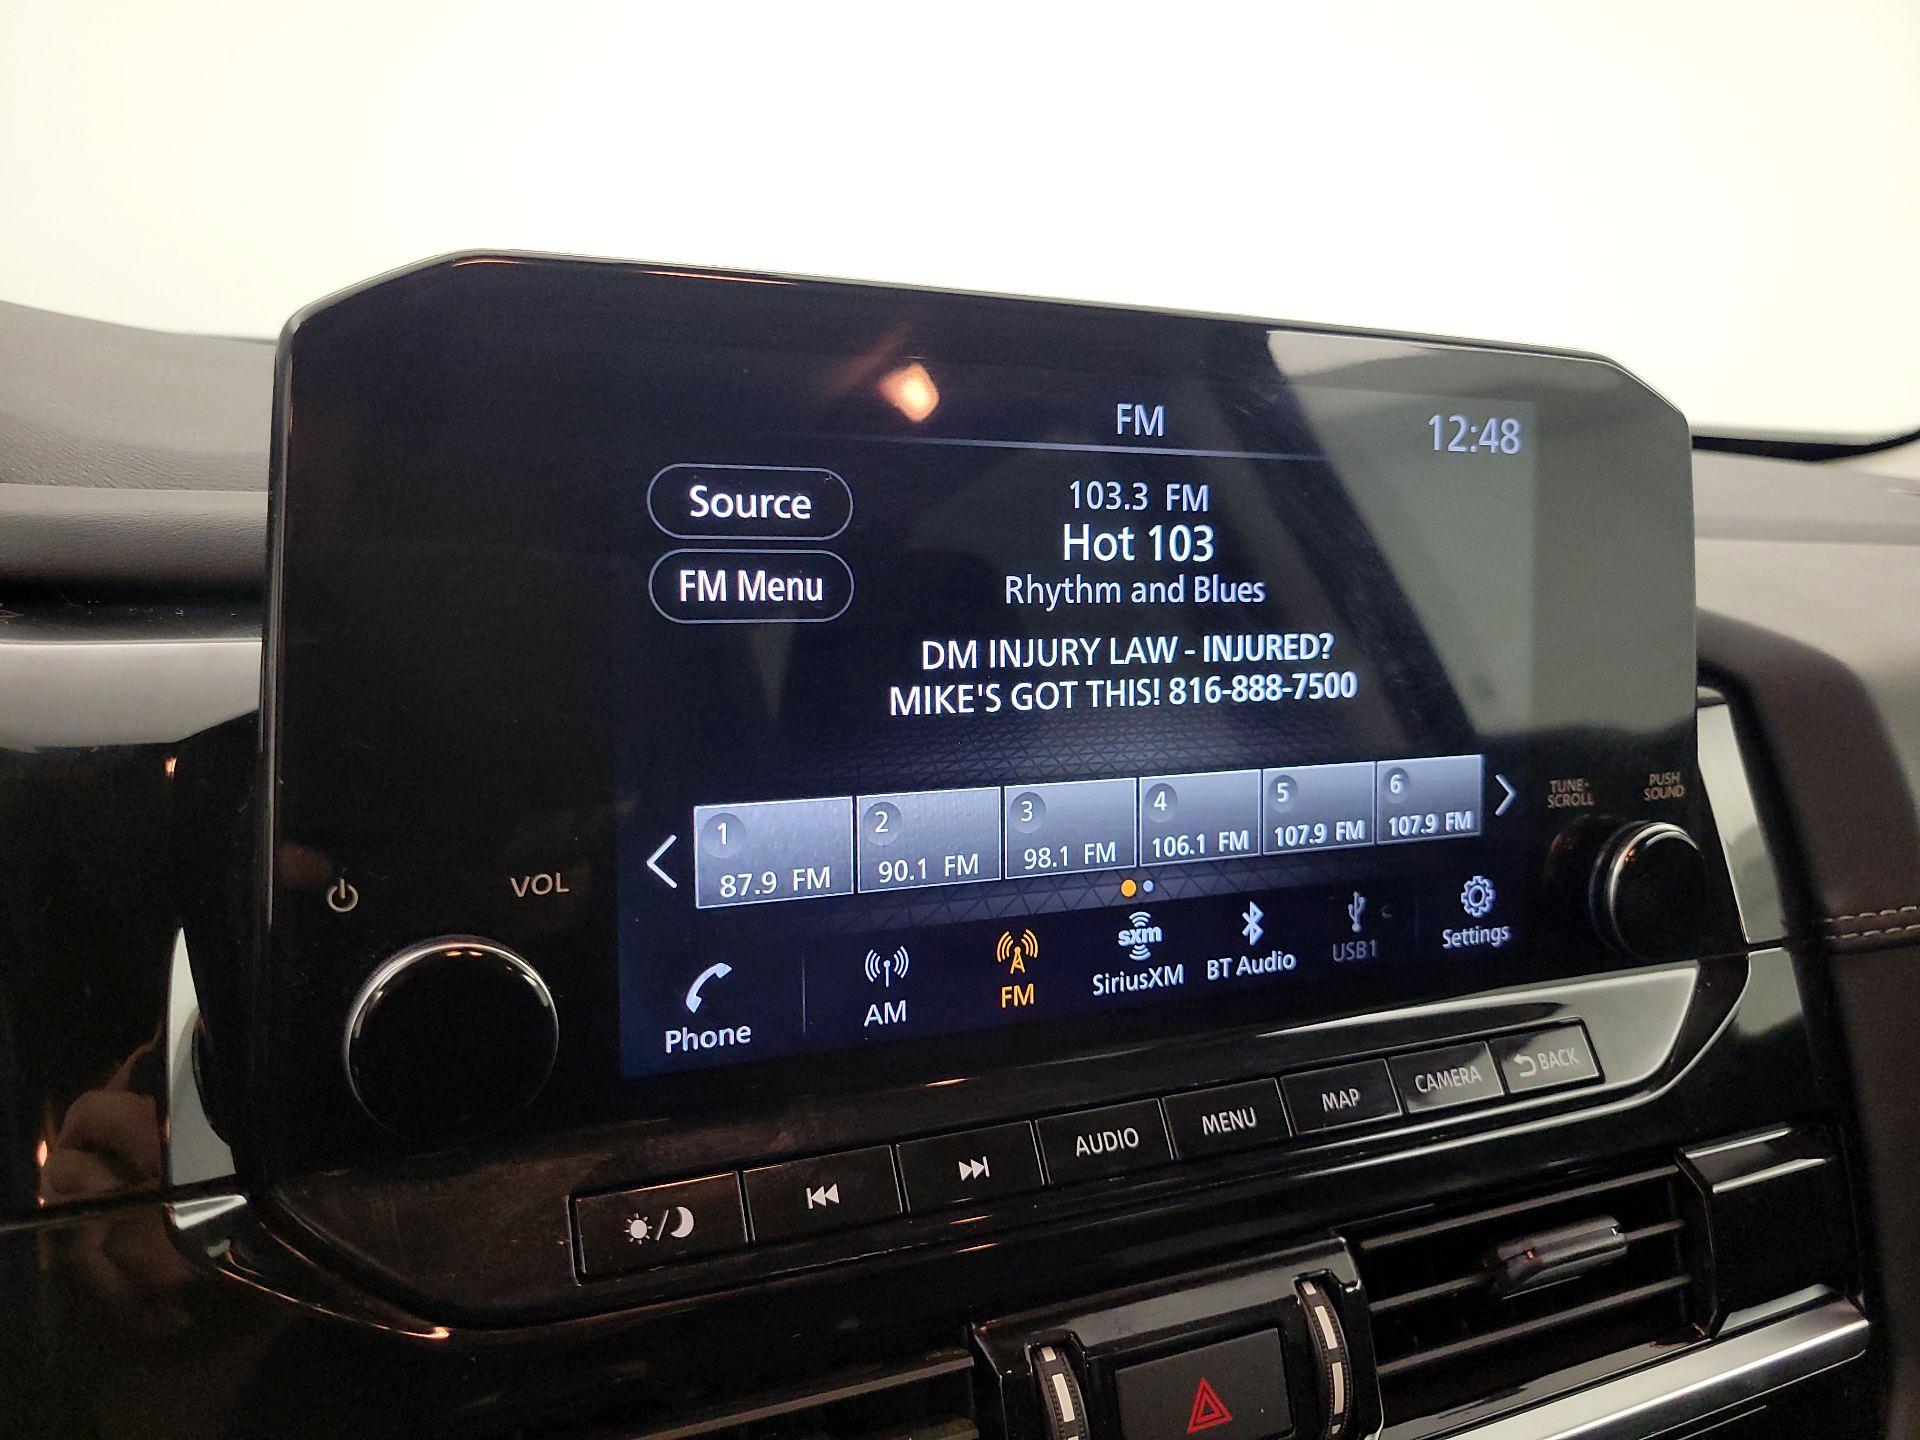 FM
12:48
Source
103.3 FM
Hot 103
FM Menu
Rhythm and Blues
DM INJURY LAW - INJURED?
MIKE'S GOT THIS! 816-888-7500
1
2
3
4
5
6
87.9 FM
90.1 FM
98.1 FM
106.1 FM
107.9 FM
107.9 FM
TUNE·
SCROLL
PUSH
SOUND
VOL
Phone
AM
FM
sxm
SiriusXM
BT Audio
USB1
Settings
AUDIO
MENU
MAP
CAMERA
BACK